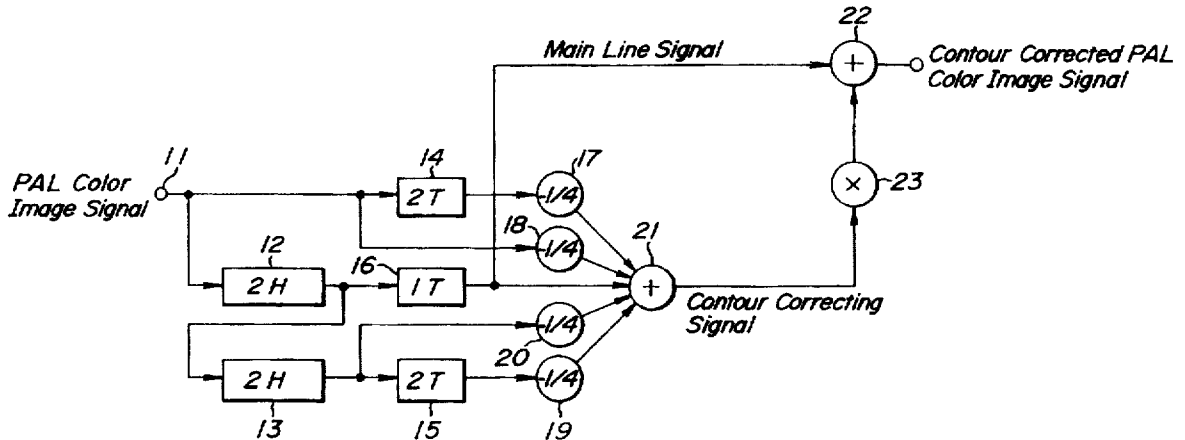 22
Main Line Signal
Contour Corrected PAL
Color Image Signal
11
14
17
PAL Color
Image Signal
2T
-1/4
23
×
12
18
-1/4
21
16
2H
1T
+
Contour Correcting
Signal
-1/4
20
2H
2T
-1/4
13
15
19
+